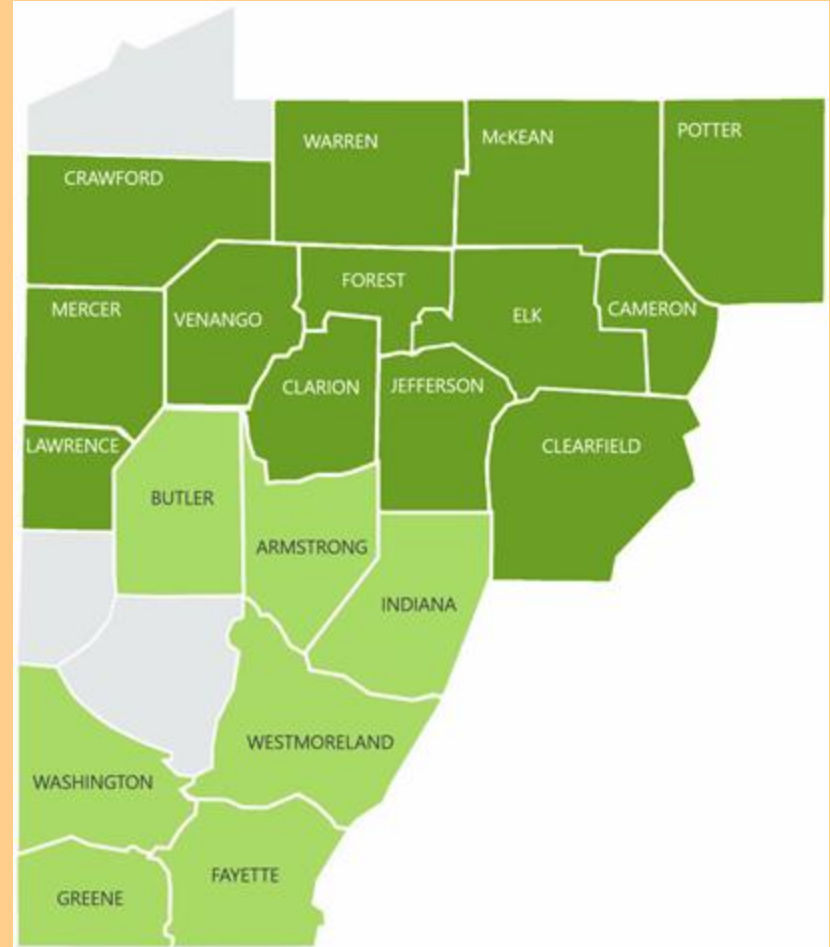 WARREN
McKEAN
POTTER
CRAWFORD
FOREST
MERCER
VENANGO
ELK
CAMERON
CLARION
JEFFERSON
LAWRENCE
CLEARFIELD
BUTLER
ARMSTRONG
INDIANA
WESTMORELAND
WASHINGTON
FAYETTE
GREENE